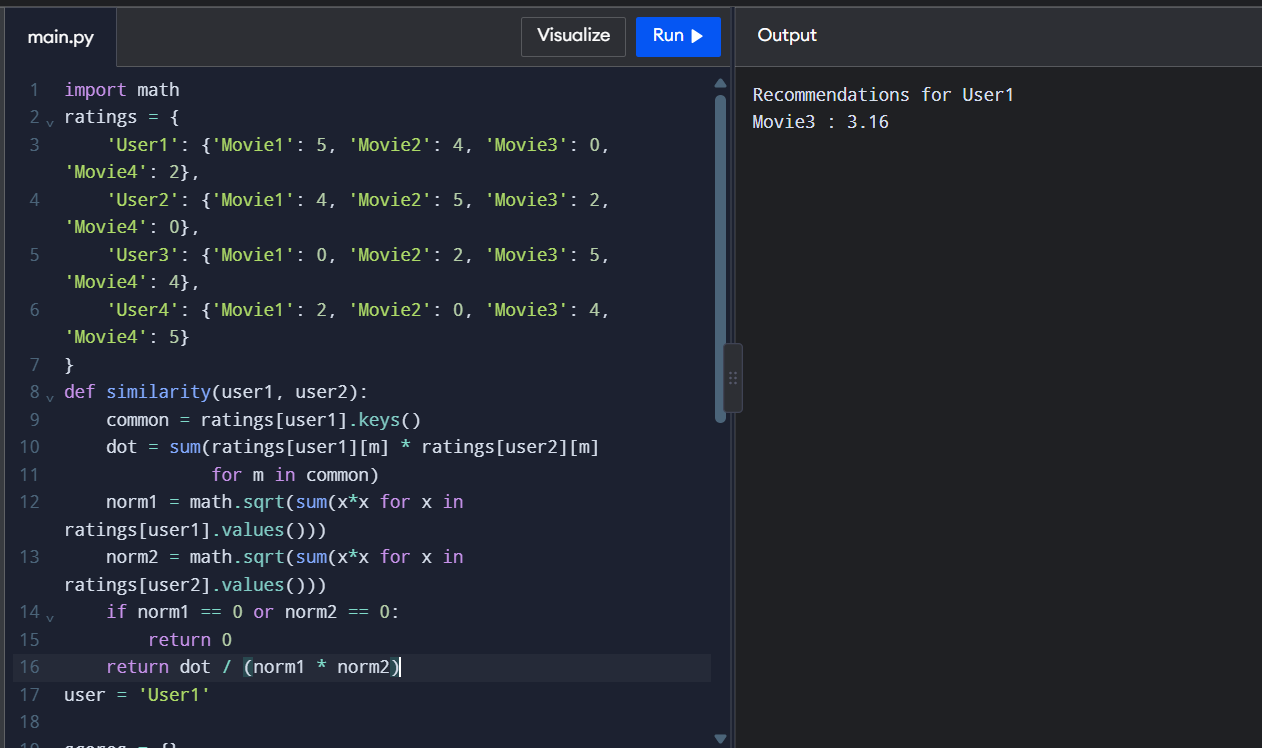 main.py
Visualize
Run
Output
1 import math
2 ratings = {
3     'User1': {'Movie1': 5, 'Movie2': 4, 'Movie3': 0,
'Movie4': 2},
4     'User2': {'Movie1': 4, 'Movie2': 5, 'Movie3': 2,
'Movie4': 0},
5     'User3': {'Movie1': 0, 'Movie2': 2, 'Movie3': 5,
'Movie4': 4},
6     'User4': {'Movie1': 2, 'Movie2': 0, 'Movie3': 4,
'Movie4': 5}
7 }
8 def similarity(user1, user2):
9     common = ratings[user1].keys()
10     dot = sum(ratings[user1][m] * ratings[user2][m]
11               for m in common)
12     norm1 = math.sqrt(sum(x*x for x in
ratings[user1].values()))
13     norm2 = math.sqrt(sum(x*x for x in
ratings[user2].values()))
14     if norm1 == 0 or norm2 == 0:
15         return 0
16     return dot / (norm1 * norm2)
17 user = 'User1'
18
19 scores = {}
Recommendations for User1
Movie3 : 3.16